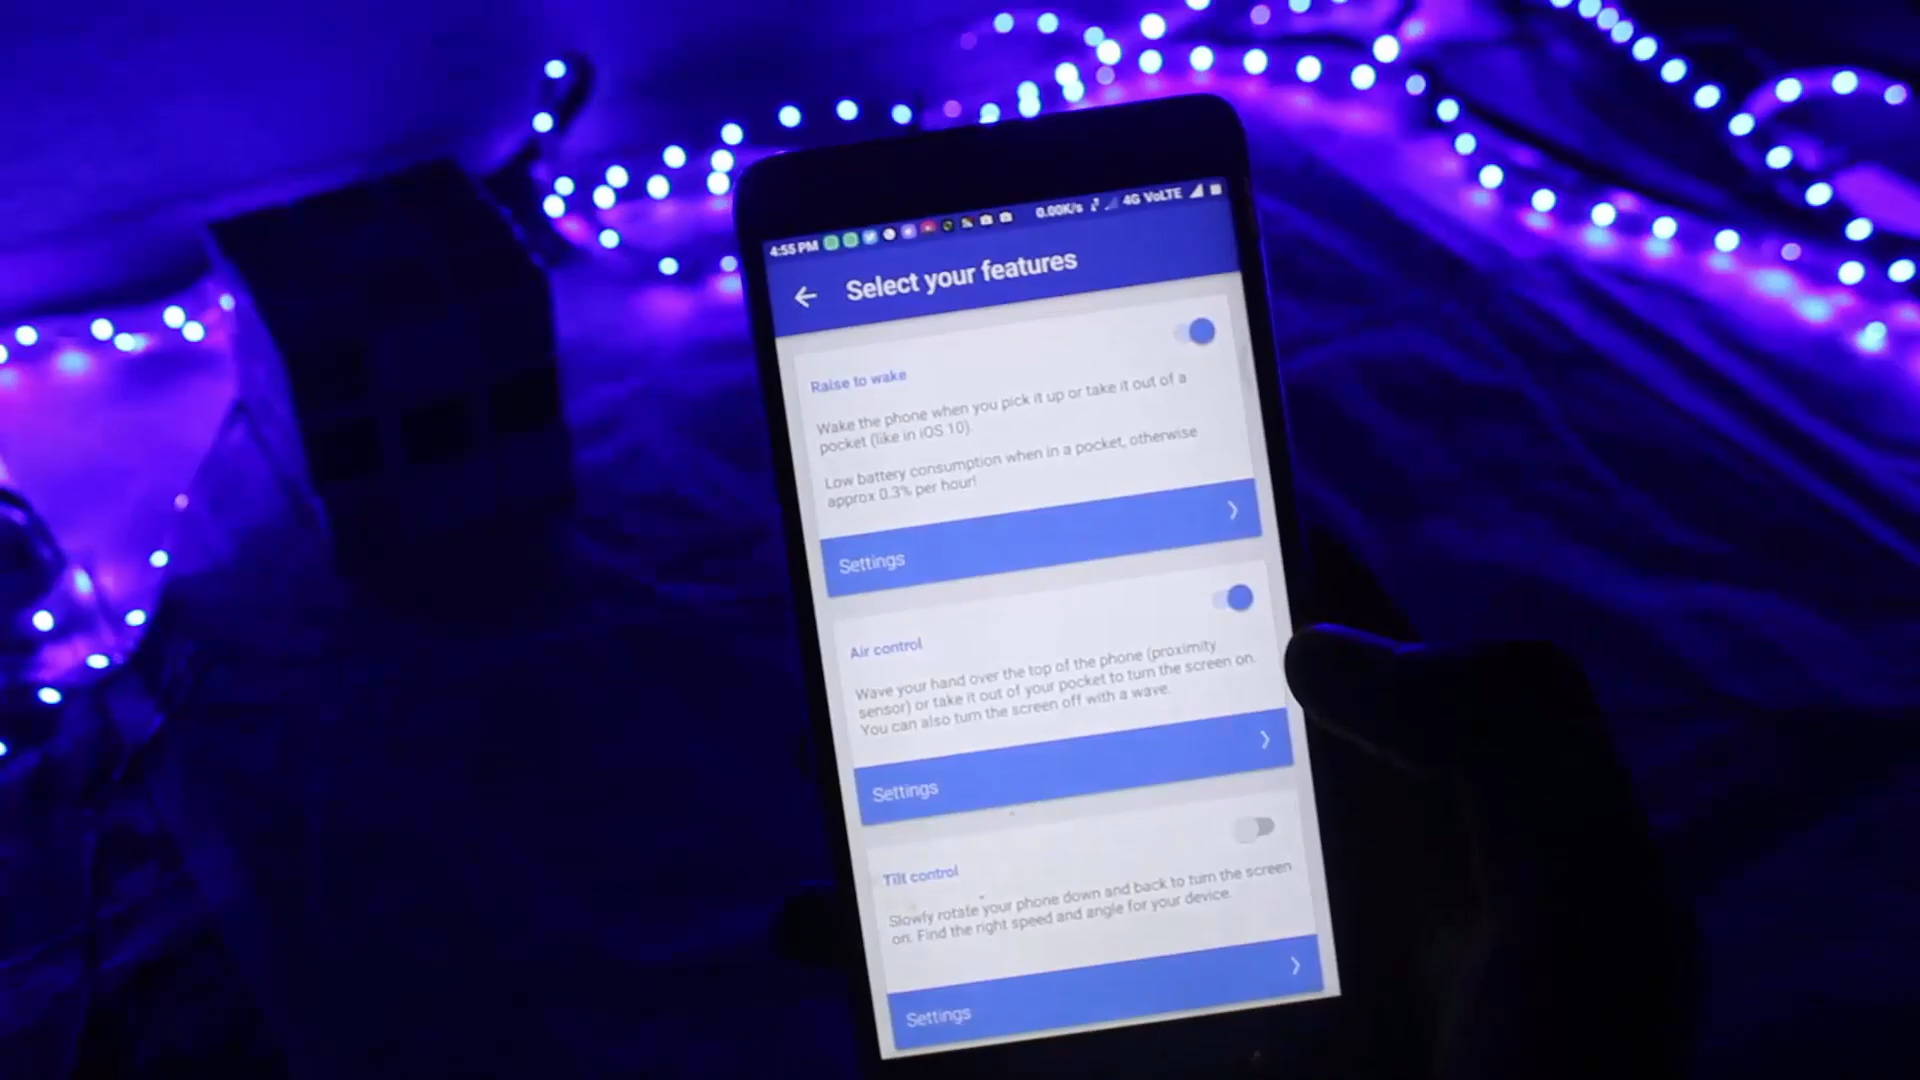 4:55 PM 0.00K/s 4G VoLTE
Select your features
Raise to wake
Wake the phone when you pick it up or take it out of a
pocket (like in iOS 10).
Low battery consumption when in a pocket, otherwise
approx 0.3% per hour!
Settings
Air control
Wave your hand over the top of the phone (proximity
sensor) or take it out of your pocket to turn the screen on.
You can also turn the screen off with a wave.
Settings
Tilt control
Slowly rotate your phone down and back to turn the screen
on. Find the right speed and angle for your device.
Settings